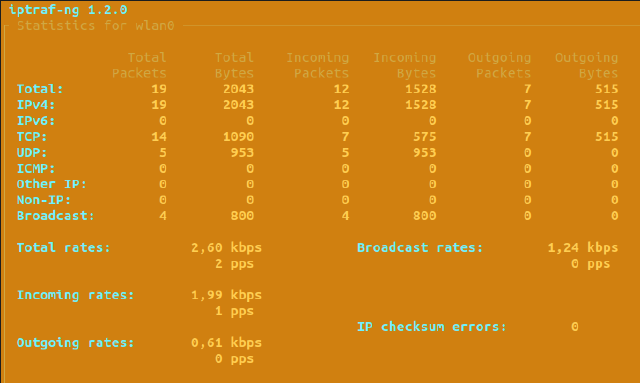 iptraf-ng 1.2.0
Statistics for wlan0
Total Total Incoming Incoming Outgoing Outgoing
Packets Bytes Packets Bytes Packets Bytes
Total: 19 2043 12 1528 7 515
IPv4: 19 2043 12 1528 7 515
IPv6: 0 0 0 0 0 0
TCP: 14 1090 7 575 7 515
UDP: 5 953 5 953 0 0
ICMP: 0 0 0 0 0 0
Other IP: 0 0 0 0 0 0
Non-IP: 0 0 0 0 0 0
Broadcast: 4 800 4 800 0 0
Total rates: 2,60 kbps Broadcast rates: 1,24 kbps
2 pps 0 pps
Incoming rates: 1,99 kbps
1 pps
IP checksum errors: 0
Outgoing rates: 0,61 kbps
0 pps